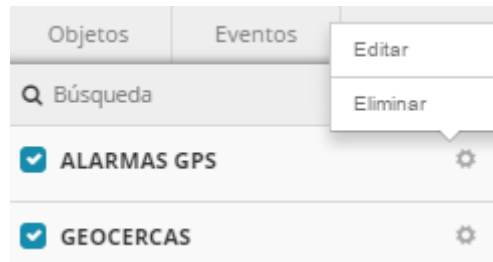 Objetos Eventos
Editar
Búsqueda
Eliminar
ALARMAS GPS
GEOCERCAS